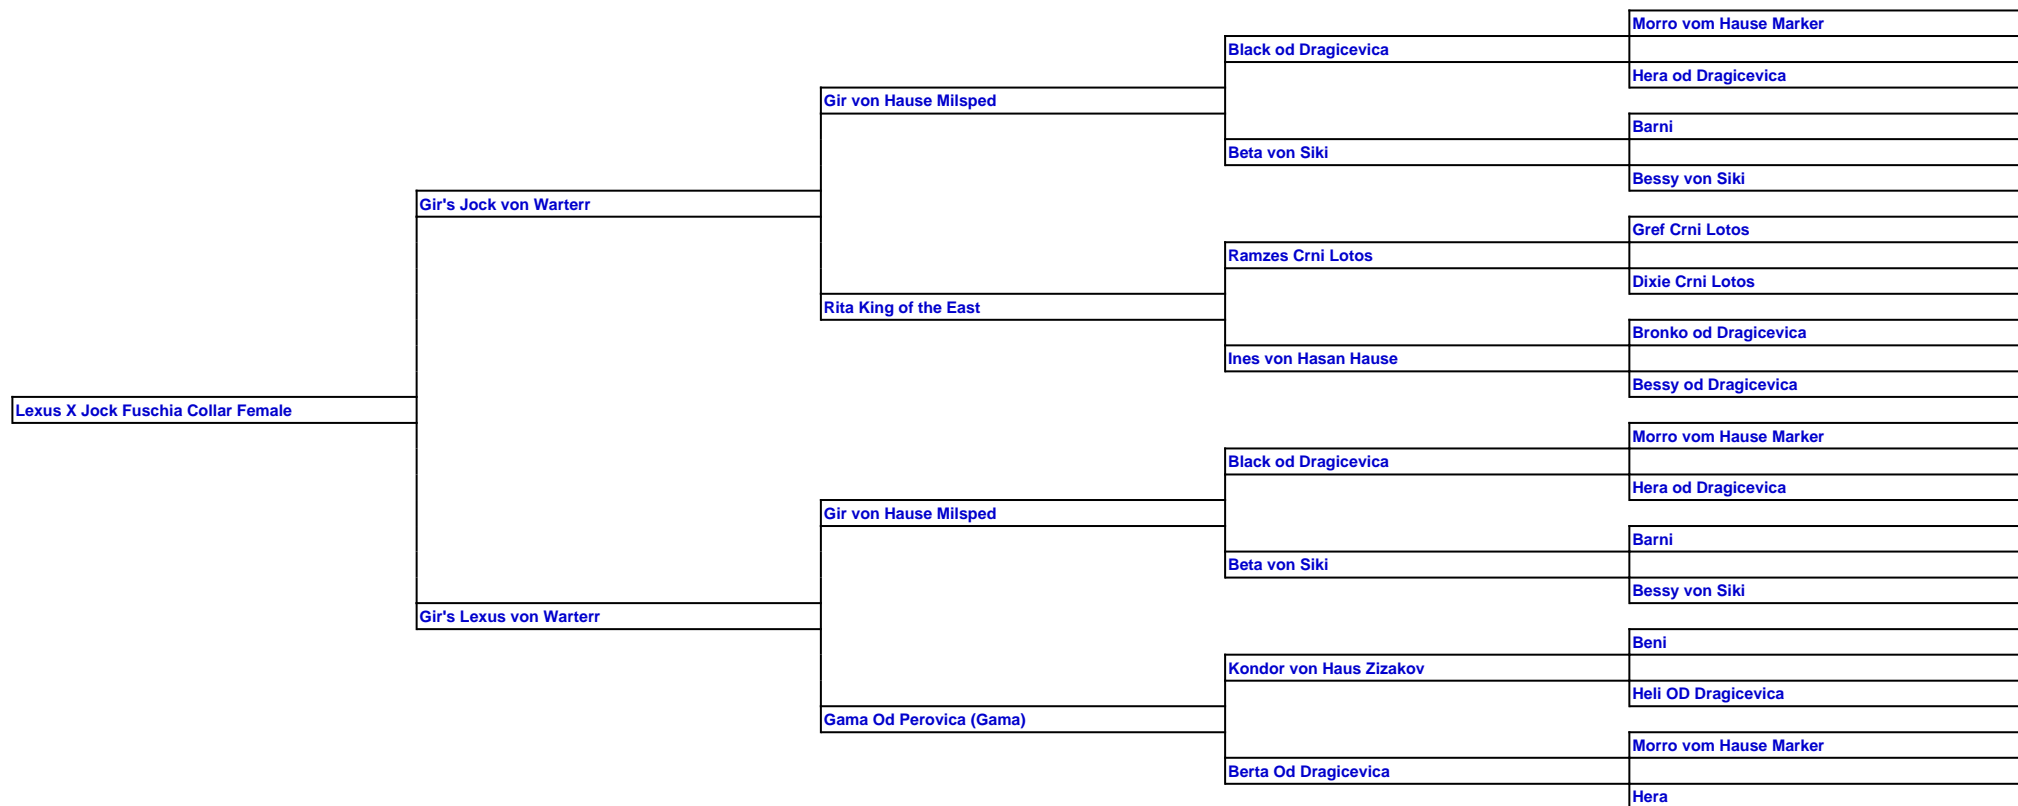 Morro vom Hause Marker
Black od Dragicevica
Hera od Dragicevica
Gir von Hause Milsped
Barni
Beta von Siki
Bessy von Siki
Gir's Jock von Warterr
Gref Crni Lotos
Ramzes Crni Lotos
Dixie Crni Lotos
Rita King of the East
Bronko od Dragicevica
Ines von Hasan Hause
Bessy od Dragicevica
Lexus X Jock Fuschia Collar Female
Morro vom Hause Marker
Black od Dragicevica
Hera od Dragicevica
Gir von Hause Milsped
Barni
Beta von Siki
Bessy von Siki
Gir's Lexus von Warterr
Beni
Kondor von Haus Zizakov
Heli OD Dragicevica
Gama Od Perovica (Gama)
Morro vom Hause Marker
Berta Od Dragicevica
Hera